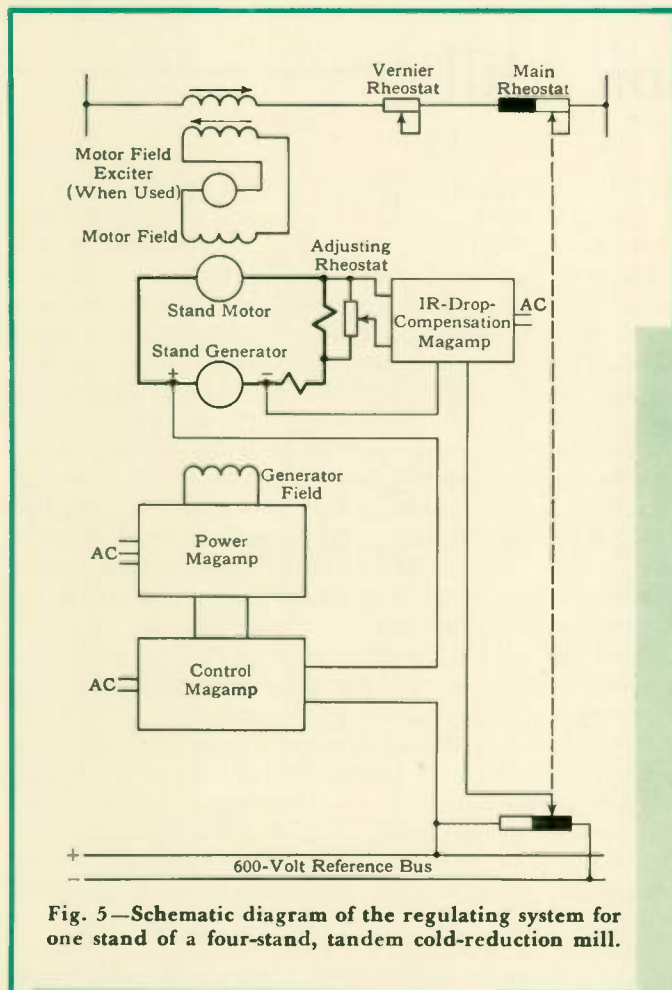 Vernier
Rheostat
Main
Rheostat
Motor Field
Exciter
(When Used)
Motor Field
Adjusting
Rheostat
Stand Motor
IR-Drop-
Compensation
Magamp
AC
Stand Generator
+
−
Generator
Field
Power
Magamp
AC
Control
Magamp
AC
+
600-Volt Reference Bus
−
Fig. 5—Schematic diagram of the regulating system for
one stand of a four-stand, tandem cold-reduction mill.